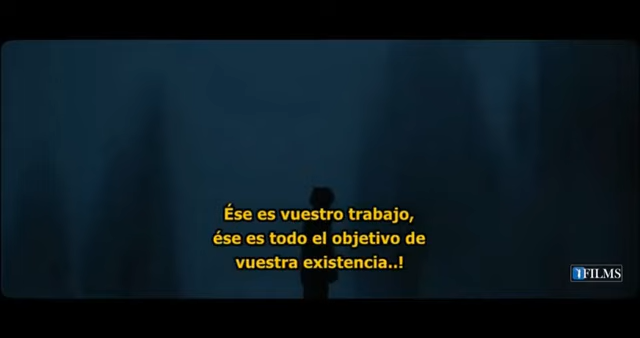 Ése es vuestro trabajo,
ése es todo el objetivo de
vuestra existencia..!
1FILMS